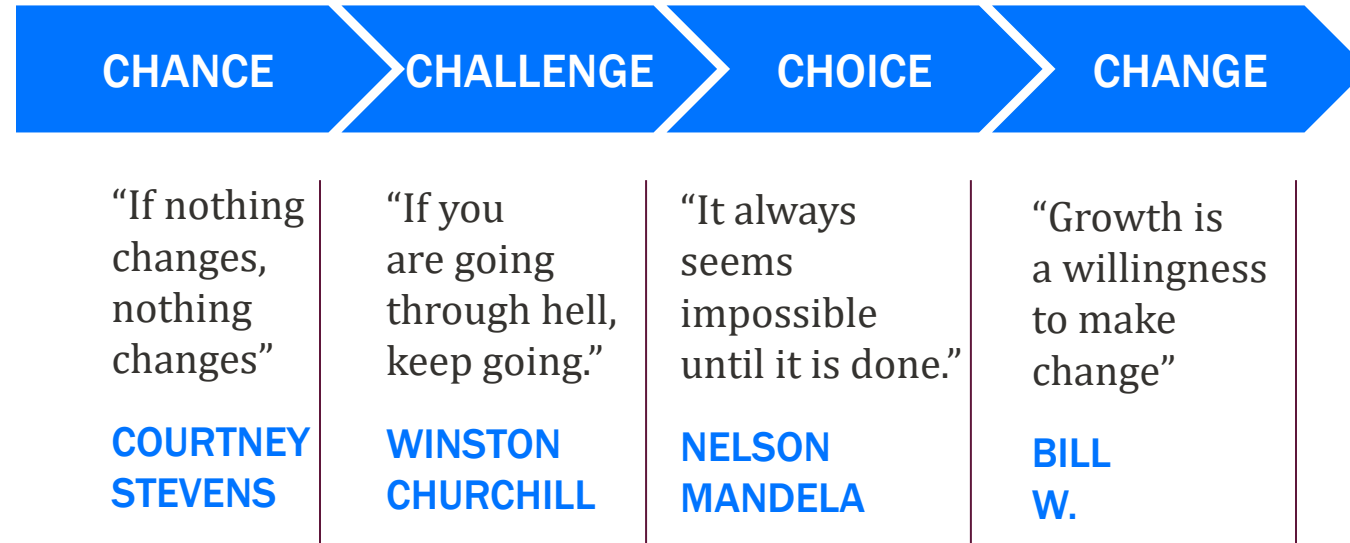 CHANCE
CHALLENGE
CHOICE
CHANGE
“If nothing
changes,
nothing
changes”
COURTNEY
STEVENS
“If you
are going
through hell,
keep going.”
WINSTON
CHURCHILL
“It always
seems
impossible
until it is done.”
NELSON
MANDELA
“Growth is
a willingness
to make
change”
BILL
W.